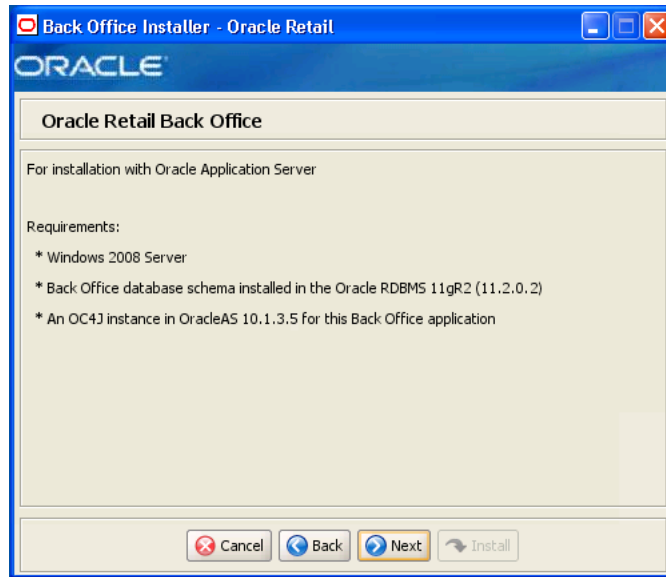 Back Office Installer - Oracle Retail
ORACLE
Oracle Retail Back Office
For installation with Oracle Application Server
Requirements:
* Windows 2008 Server
* Back Office database schema installed in the Oracle RDBMS 11gR2 (11.2.0.2)
* An OC4J instance in OracleAS 10.1.3.5 for this Back Office application
Cancel Back Next Install